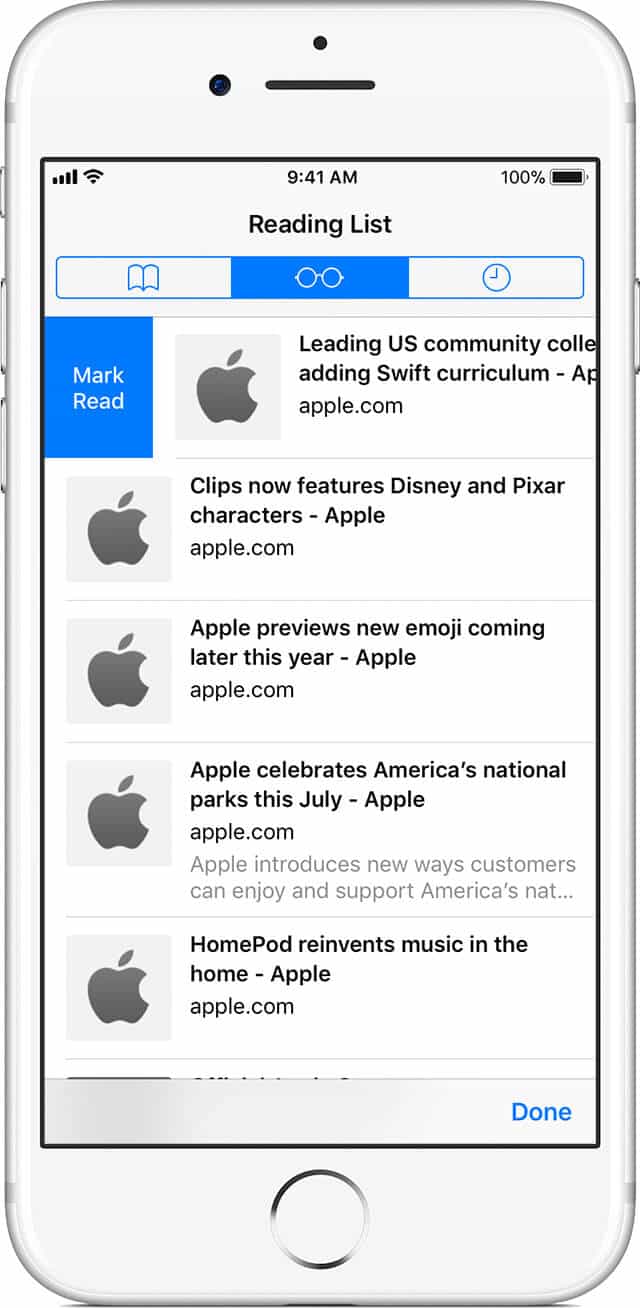 9:41 AM
100%
Reading List
Mark
Read
Leading US community colle
adding Swift curriculum - Ap
apple.com
Clips now features Disney and Pixar
characters - Apple
apple.com
Apple previews new emoji coming
later this year - Apple
apple.com
Apple celebrates America’s national
parks this July - Apple
apple.com
Apple introduces new ways customers
can enjoy and support America’s nat...
HomePod reinvents music in the
home - Apple
apple.com
Done